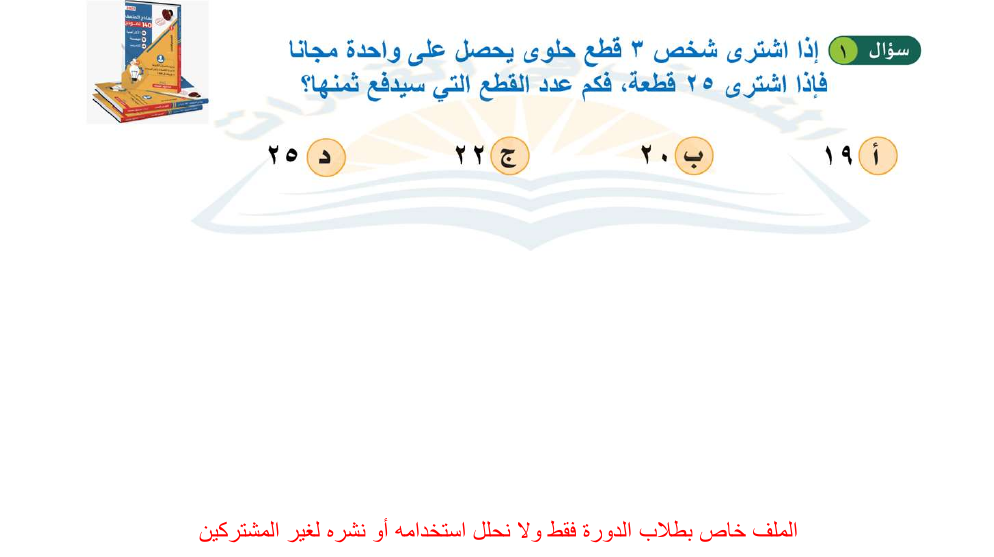 سؤال ١ إذا اشترى شخص ٣ قطع حلوى يحصل على واحدة مجانا
فإذا اشترى ٢٥ قطعة، فكم عدد القطع التي سيدفع ثمنها؟
أ ١٩ ب ٢٠ ج ٢٢ د ٢٥
الملف خاص بطلاب الدورة فقط ولا نحلل استخدامه أو نشره لغير المشتركين